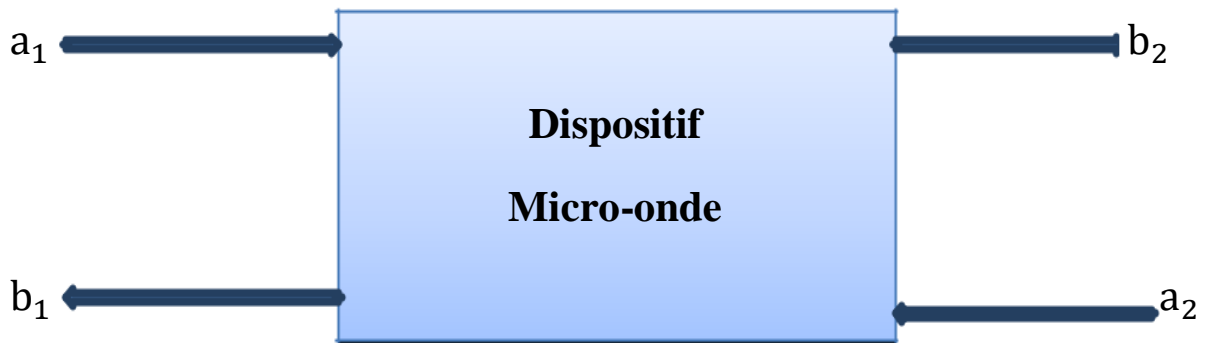 a₁ b₂
Dispositif
Micro-onde
b₁ a₂